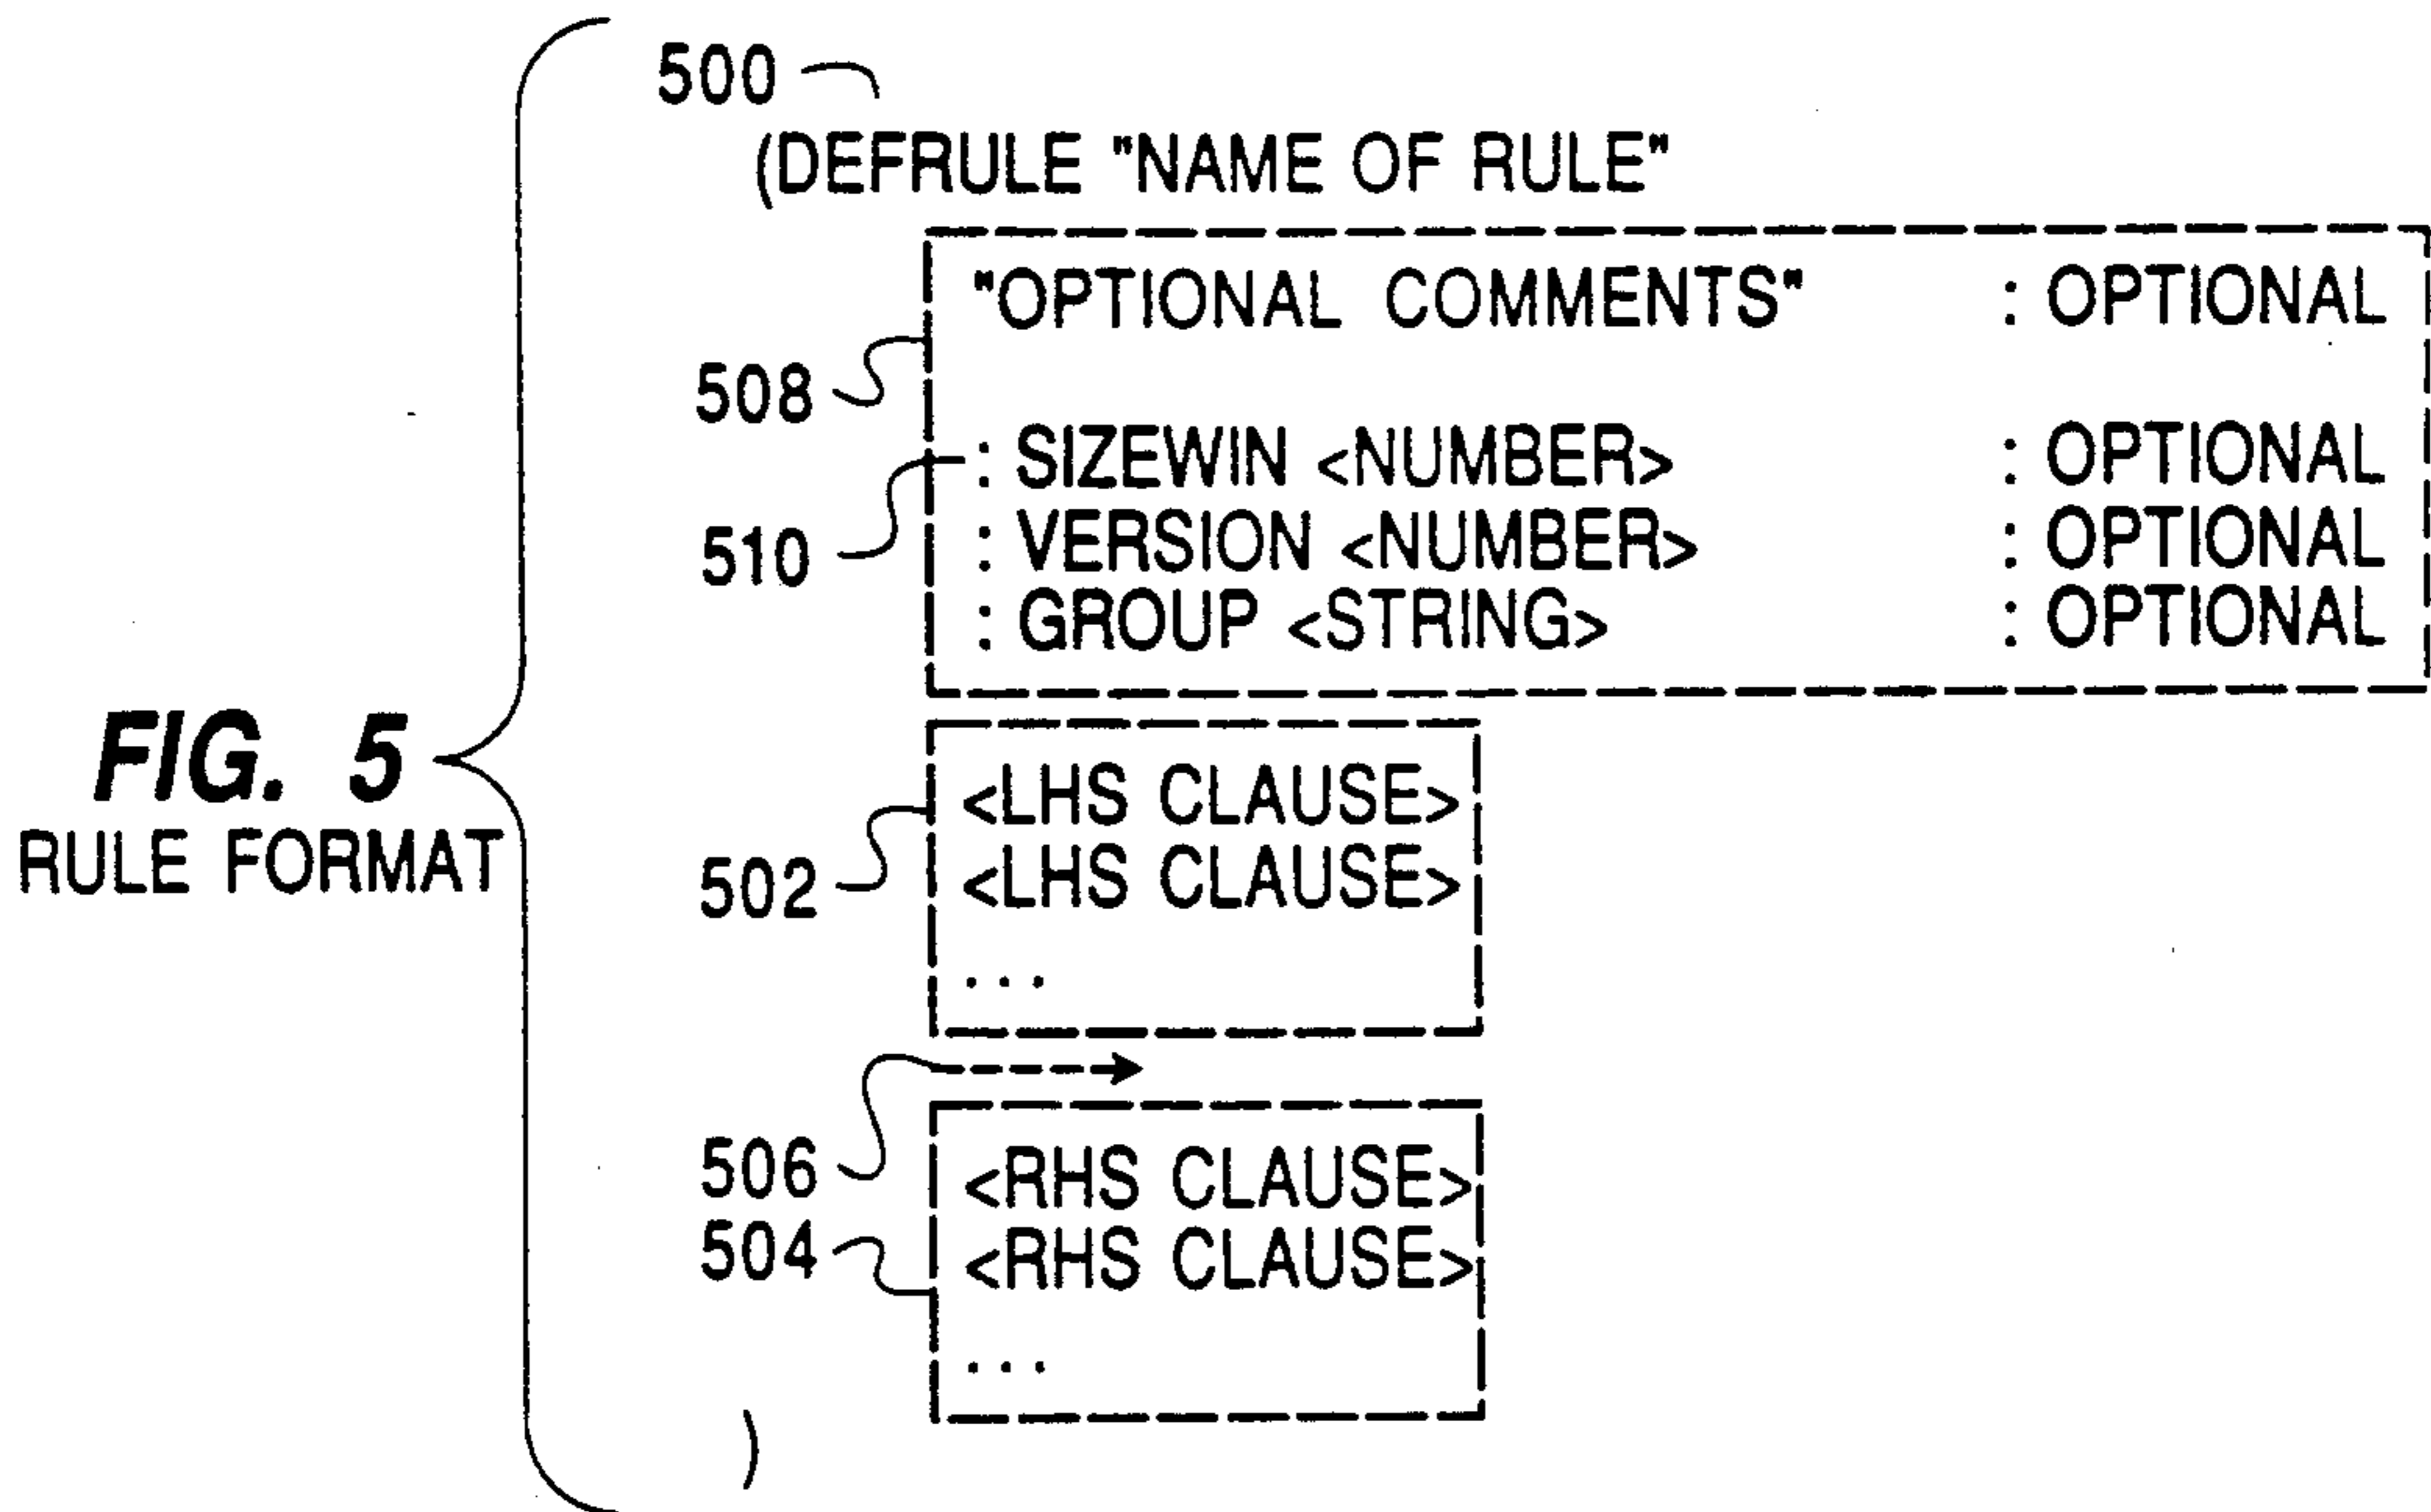 500
(DEFRULE "NAME OF RULE"
"OPTIONAL COMMENTS" : OPTIONAL
508
: SIZEWIN <NUMBER> : OPTIONAL
510
: VERSION <NUMBER> : OPTIONAL
: GROUP <STRING> : OPTIONAL
FIG. 5
RULE FORMAT
<LHS CLAUSE>
502
<LHS CLAUSE>
...
506
<RHS CLAUSE>
504
<RHS CLAUSE>
...
)